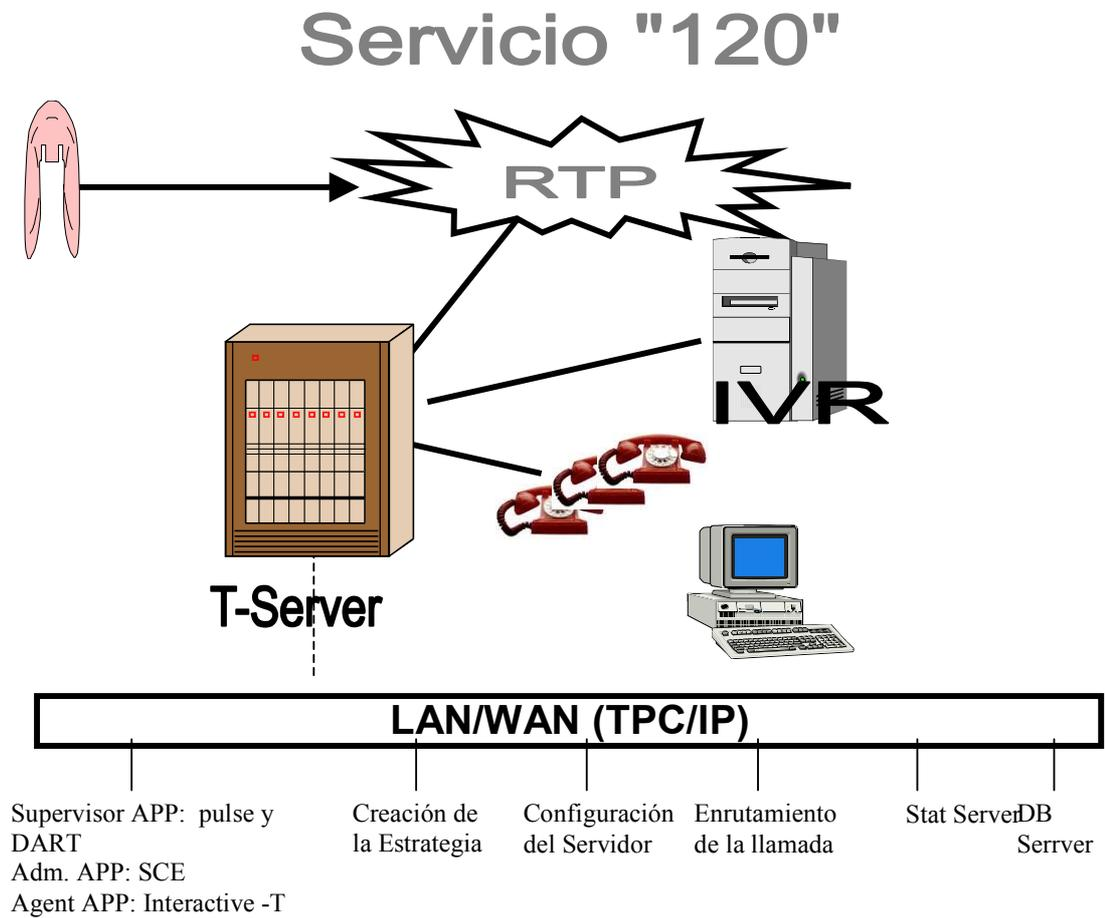 Servicio "120"
RTP
IVR
T-Server
LAN/WAN (TPC/IP)
Supervisor APP: pulse y
DART
Adm. APP: SCE
Agent APP: Interactive -T
Creación de
la Estrategia
Configuración
del Servidor
Enrutamiento
de la llamada
Stat Server
DB
Serrver